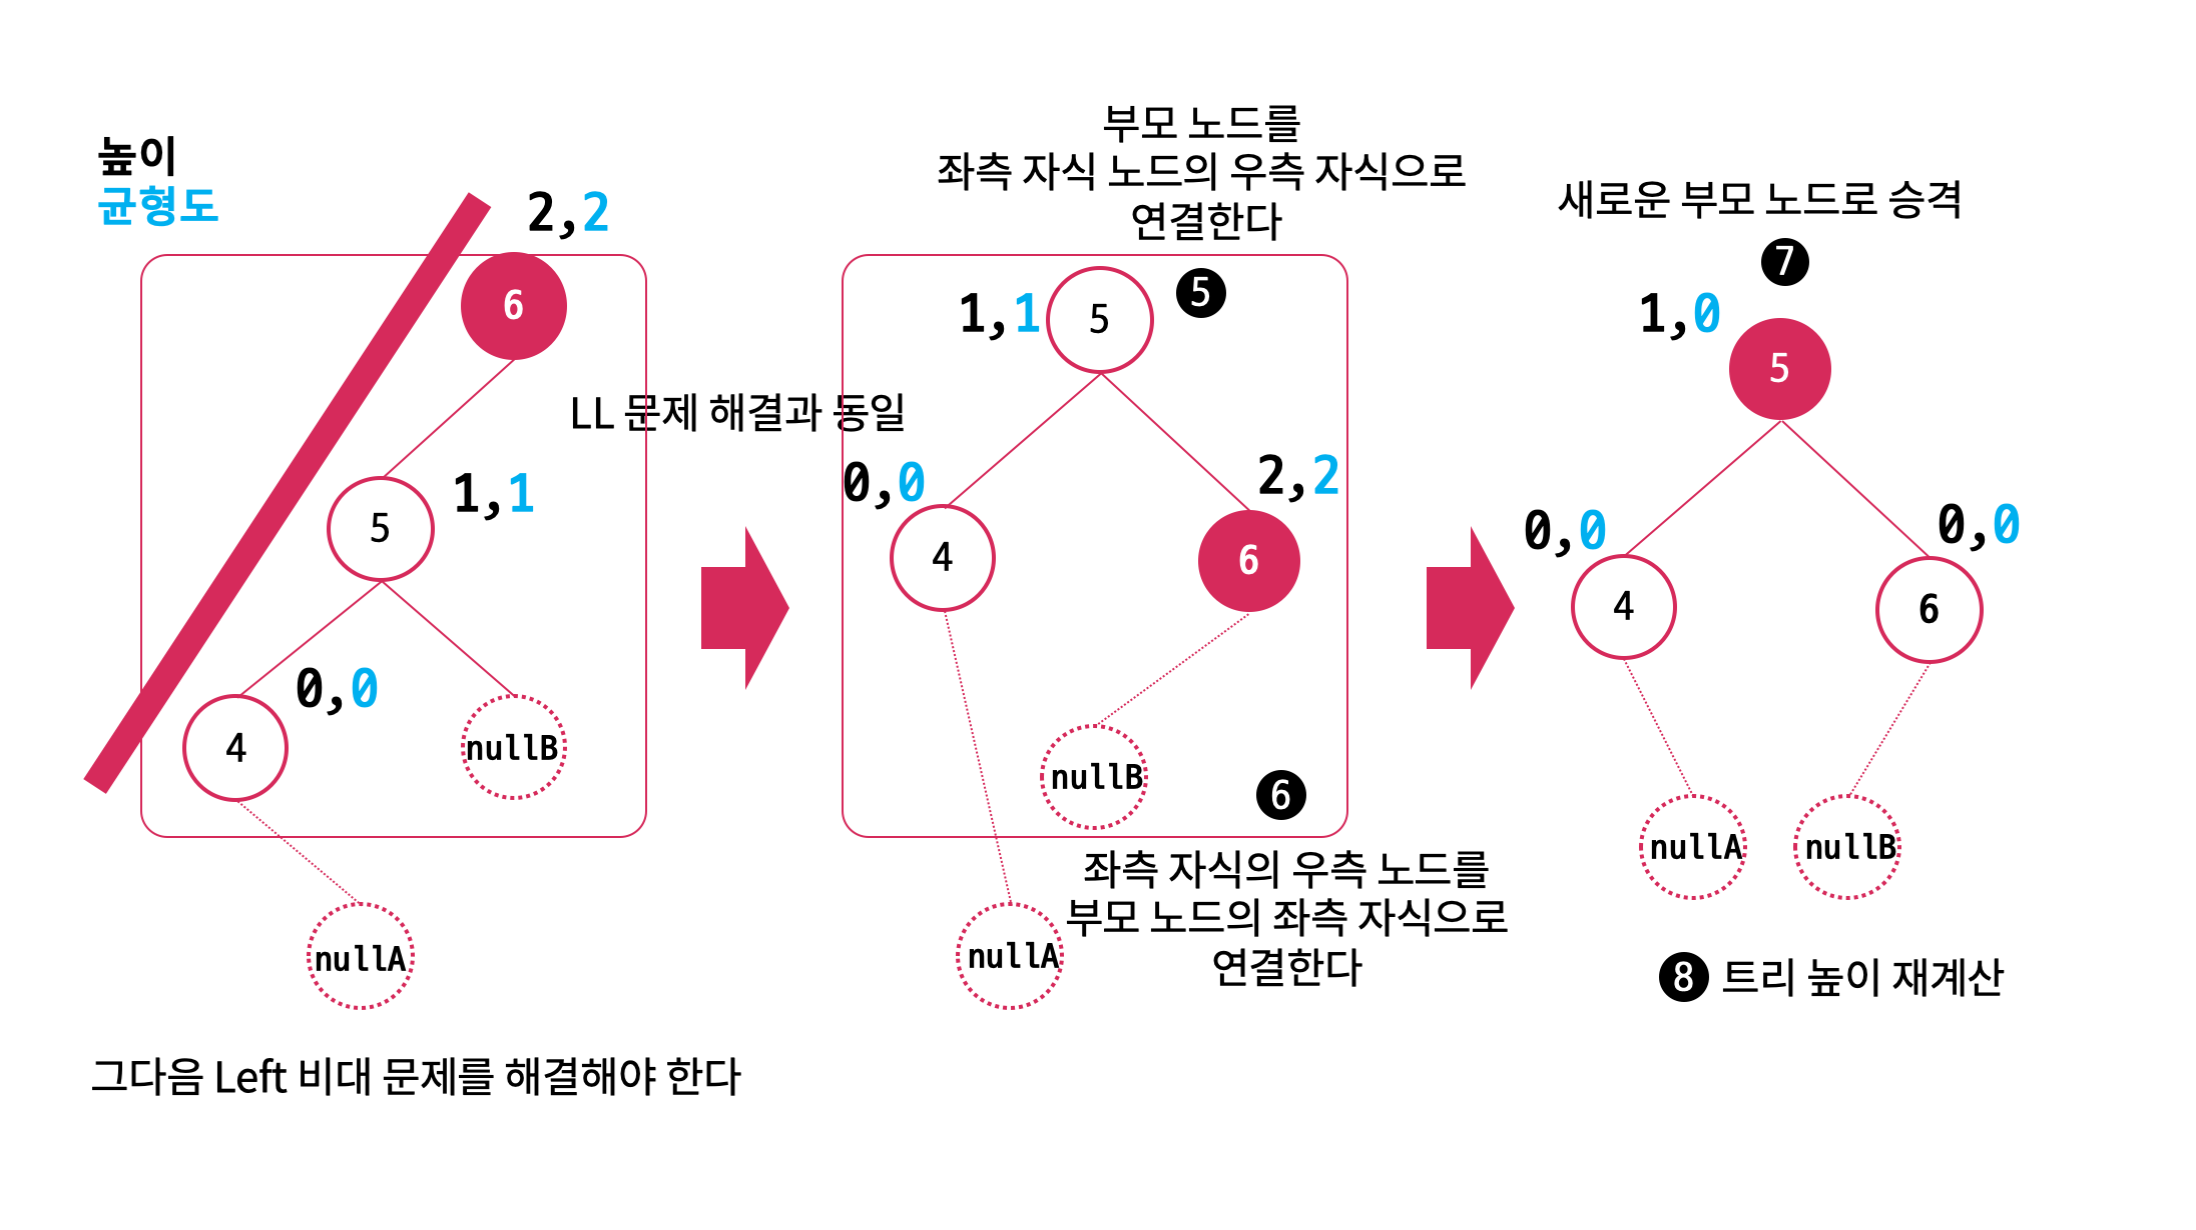 높이
균형도
2,2
6
5
1,1
4
0,0
nullB
nullA
그다음 Left 비대 문제를 해결해야 한다
LL 문제 해결과 동일
부모 노드를
좌측 자식 노드의 우측 자식으로
연결한다
1,1
5
5
0,0
4
2,2
6
nullB
6
nullA
좌측 자식의 우측 노드를
부모 노드의 좌측 자식으로
연결한다
새로운 부모 노드로 승격
7
1,0
5
0,0
4
0,0
6
nullA
nullB
8 트리 높이 재계산